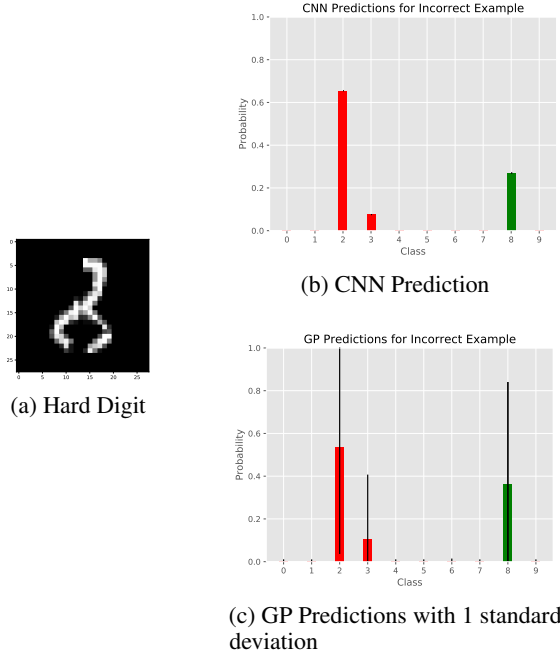 CNN Predictions for Incorrect Example
1.0
0.8
0.6
0.4
0.2
0.0
Probability
0 1 2 3 4 5 6 7 8 9
Class
(b) CNN Prediction
0
5
10
15
20
25
0 5 10 15 20 25
(a) Hard Digit
GP Predictions for Incorrect Example
1.0
0.8
0.6
0.4
0.2
0.0
Probability
0 1 2 3 4 5 6 7 8 9
Class
(c) GP Predictions with 1 standard
deviation